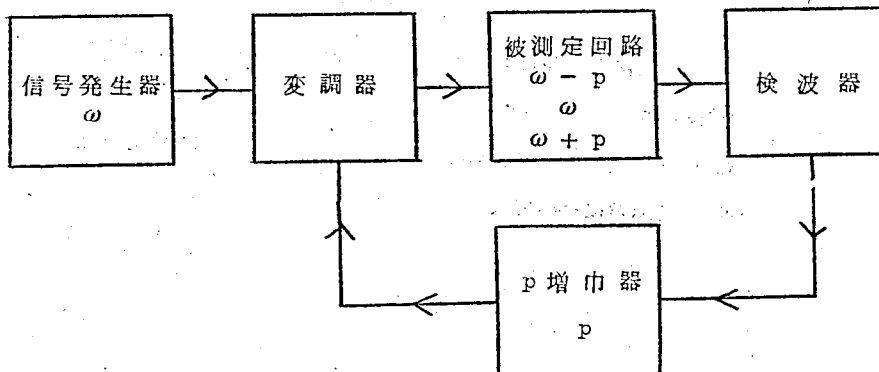 信号発生器
ω
変調器
被測定回路
ω − p
ω
ω + p
検波器
p増巾器
p